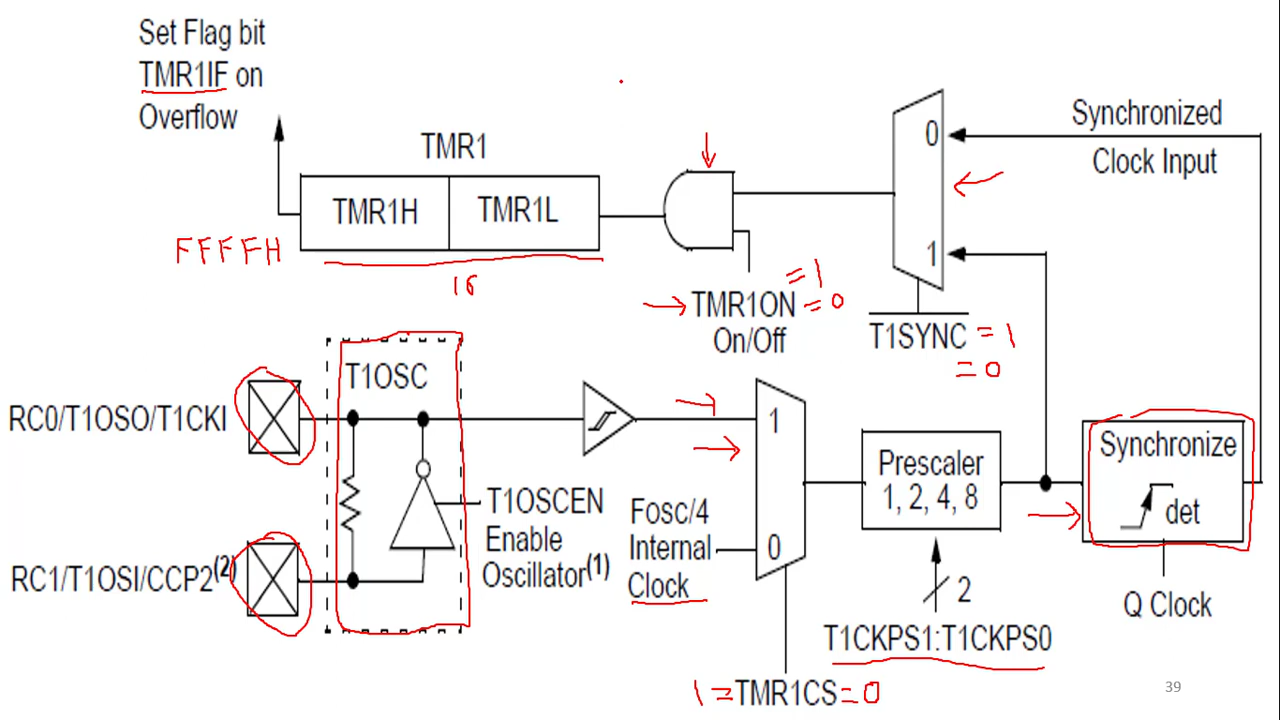 Set Flag bit
TMR1IF on
Overflow
TMR1
TMR1H
TMR1L
FFFFH
16
0
1
Synchronized
Clock Input
=1
TMR1ON =0
On/Off
T1SYNC =1
=0
T1OSC
RC0/T1OSO/T1CKI
RC1/T1OSI/CCP2(2)
T1OSCEN
Enable
Oscillator(1)
Fosc/4
Internal
Clock
1
0
Prescaler
1, 2, 4, 8
2
T1CKPS1:T1CKPS0
1 =TMR1CS=0
Synchronize
det
Q Clock
39